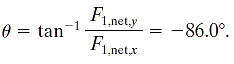 θ = tan⁻¹ F₁,net,y / F₁,net,x = −86.0°.